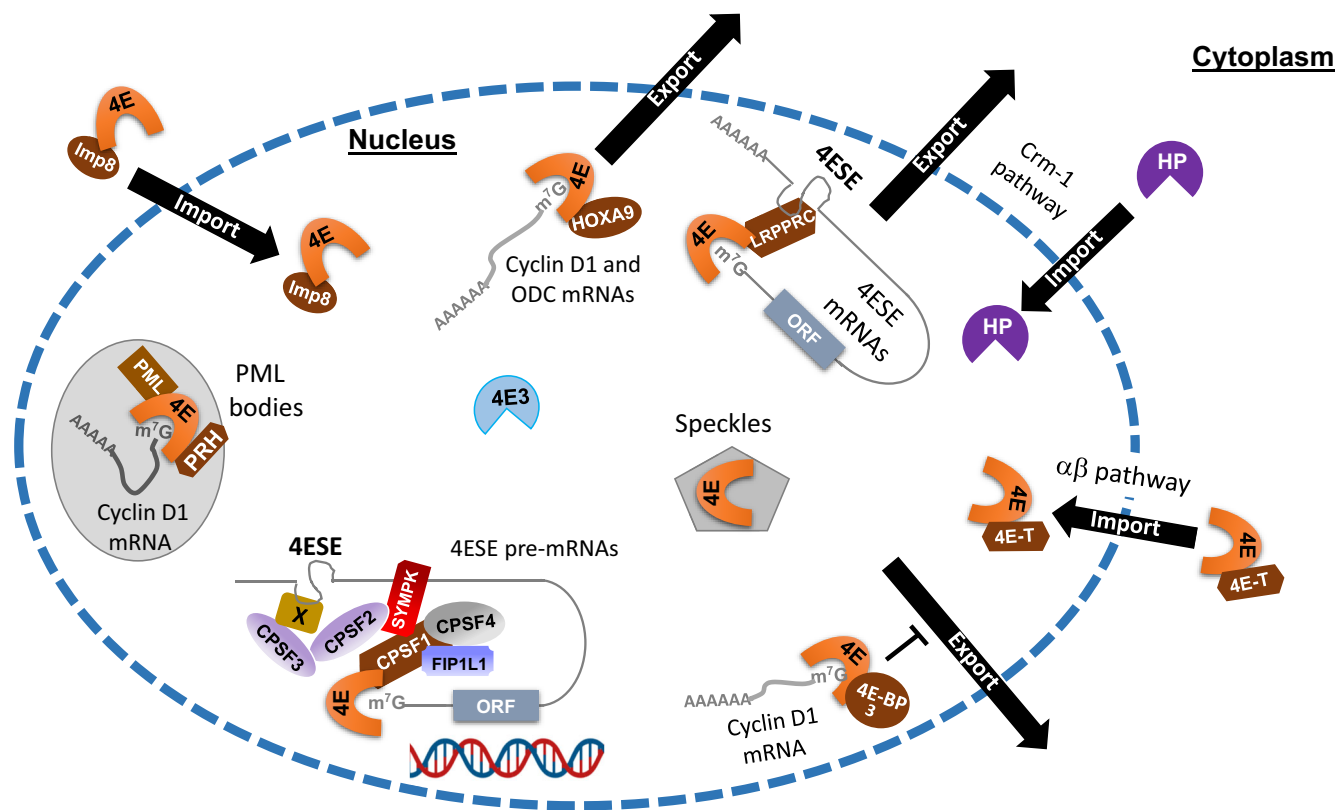 Cytoplasm
Nucleus
4E
Imp8
Import
4E
Imp8
Export
4E
m⁷G
HOXA9
AAAAAA
Cyclin D1 and
ODC mRNAs
AAAAAA
4ESE
4E
LRPPRC
m⁷G
ORF
4ESE
mRNAs
Export
Crm-1
pathway
HP
Import
HP
PML
4E
m⁷G
PRH
AAAAA
Cyclin D1
mRNA
PML
bodies
4E3
Speckles
4E
αβ pathway
4E
4E-T
Import
4E
4E-T
4ESE
4ESE pre-mRNAs
X
SYMPK
CPSF3
CPSF2
CPSF1
CPSF4
FIP1L1
4E
m⁷G
ORF
4E
m⁷G
4E-BP
3
AAAAAA
Cyclin D1
mRNA
Export